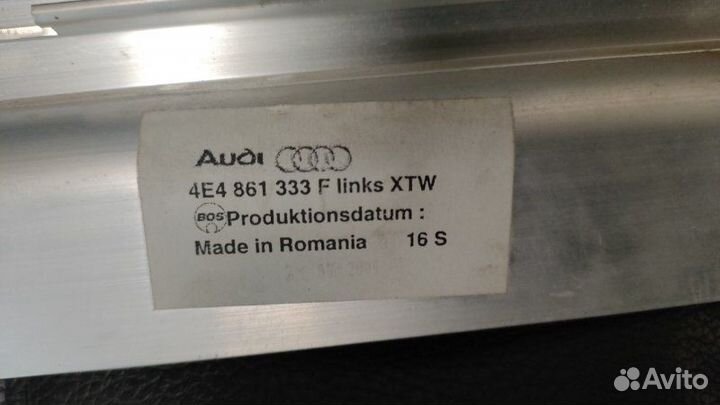 Audi
4E4 861 333 F links XTW
BOS Produktionsdatum :
Made in Romania 16 S
Avito